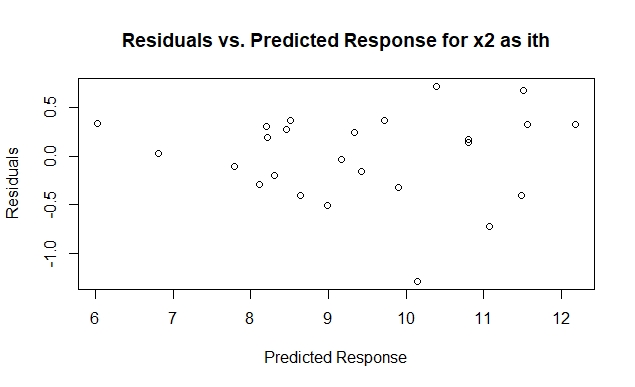 Residuals vs. Predicted Response for x2 as ith
Residuals
0.5
0.0
-0.5
-1.0
6 7 8 9 10 11 12
Predicted Response